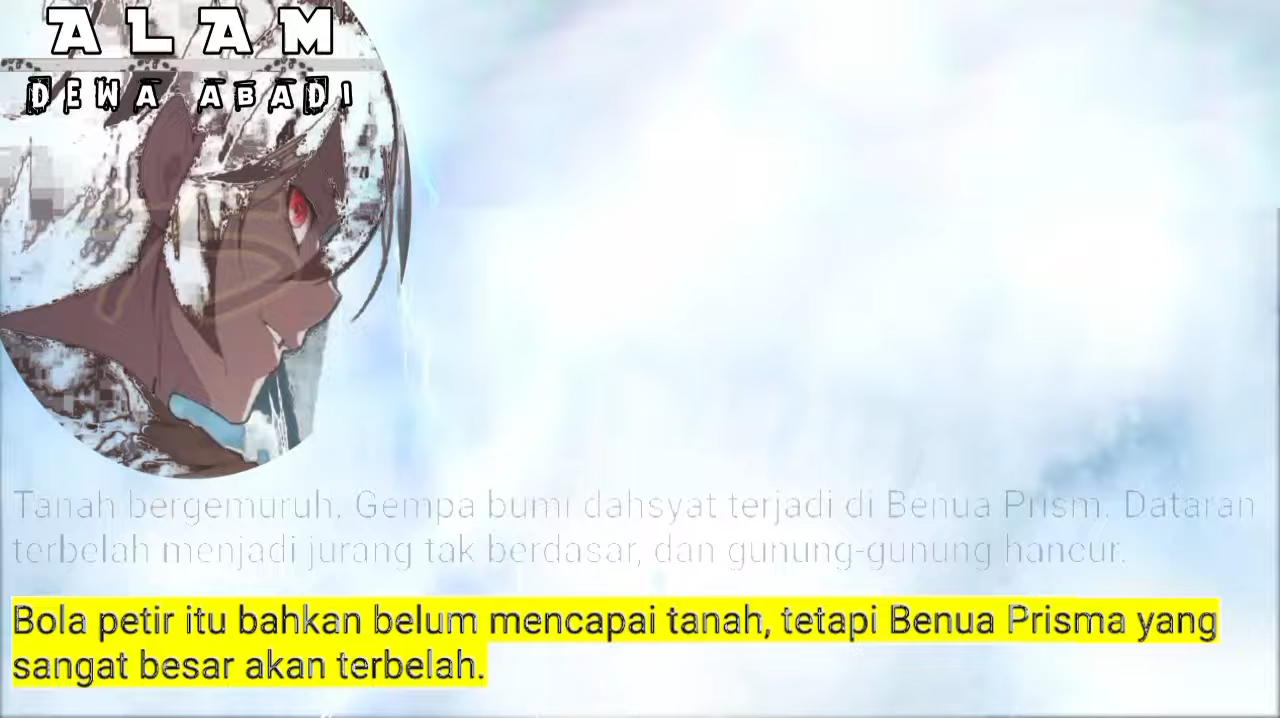 ALAM
DEWA ABADI
Tanah bergemuruh. Gempa bumi dahsyat terjadi di Benua Prism. Dataran
terbelah menjadi jurang tak berdasar, dan gunung-gunung hancur.
Bola petir itu bahkan belum mencapai tanah, tetapi Benua Prisma yang
sangat besar akan terbelah.